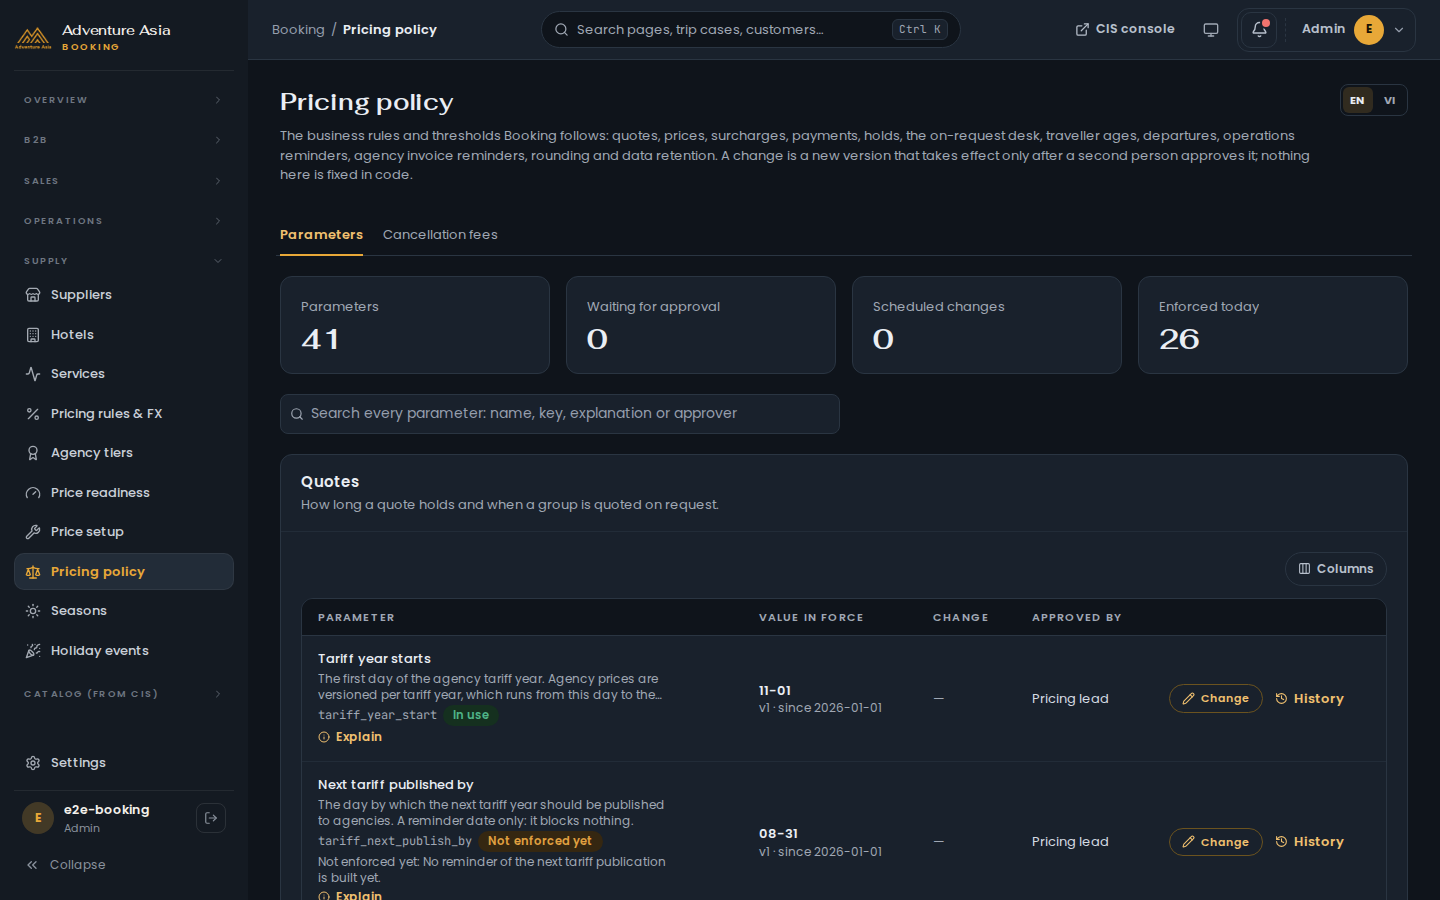 Adventure Asia
BOOKING
Adventure Asia
OVERVIEW
B2B
SALES
OPERATIONS
SUPPLY
Suppliers
Hotels
Services
Pricing rules & FX
Agency tiers
Price readiness
Price setup
Pricing policy
Seasons
Holiday events
CATALOG (FROM CIS)
Settings
E
e2e-booking
Admin
Collapse
Booking / Pricing policy
Search pages, trip cases, customers...
Ctrl K
CIS console
Admin
E
Pricing policy
EN
VI
The business rules and thresholds Booking follows: quotes, prices, surcharges, payments, holds, the on-request desk, traveller ages, departures, operations
reminders, agency invoice reminders, rounding and data retention. A change is a new version that takes effect only after a second person approves it; nothing
here is fixed in code.
Parameters
Cancellation fees
Parameters
41
Waiting for approval
0
Scheduled changes
0
Enforced today
26
Search every parameter: name, key, explanation or approver
Quotes
How long a quote holds and when a group is quoted on request.
Columns
PARAMETER
VALUE IN FORCE
CHANGE
APPROVED BY
Tariff year starts
The first day of the agency tariff year. Agency prices are
versioned per tariff year, which runs from this day to the...
tariff_year_start In use
Explain
11-01
v1 · since 2026-01-01
—
Pricing lead
Change
History
Next tariff published by
The day by which the next tariff year should be published
to agencies. A reminder date only: it blocks nothing.
tariff_next_publish_by Not enforced yet
Not enforced yet: No reminder of the next tariff publication
is built yet.
Explain
08-31
v1 · since 2026-01-01
—
Pricing lead
Change
History